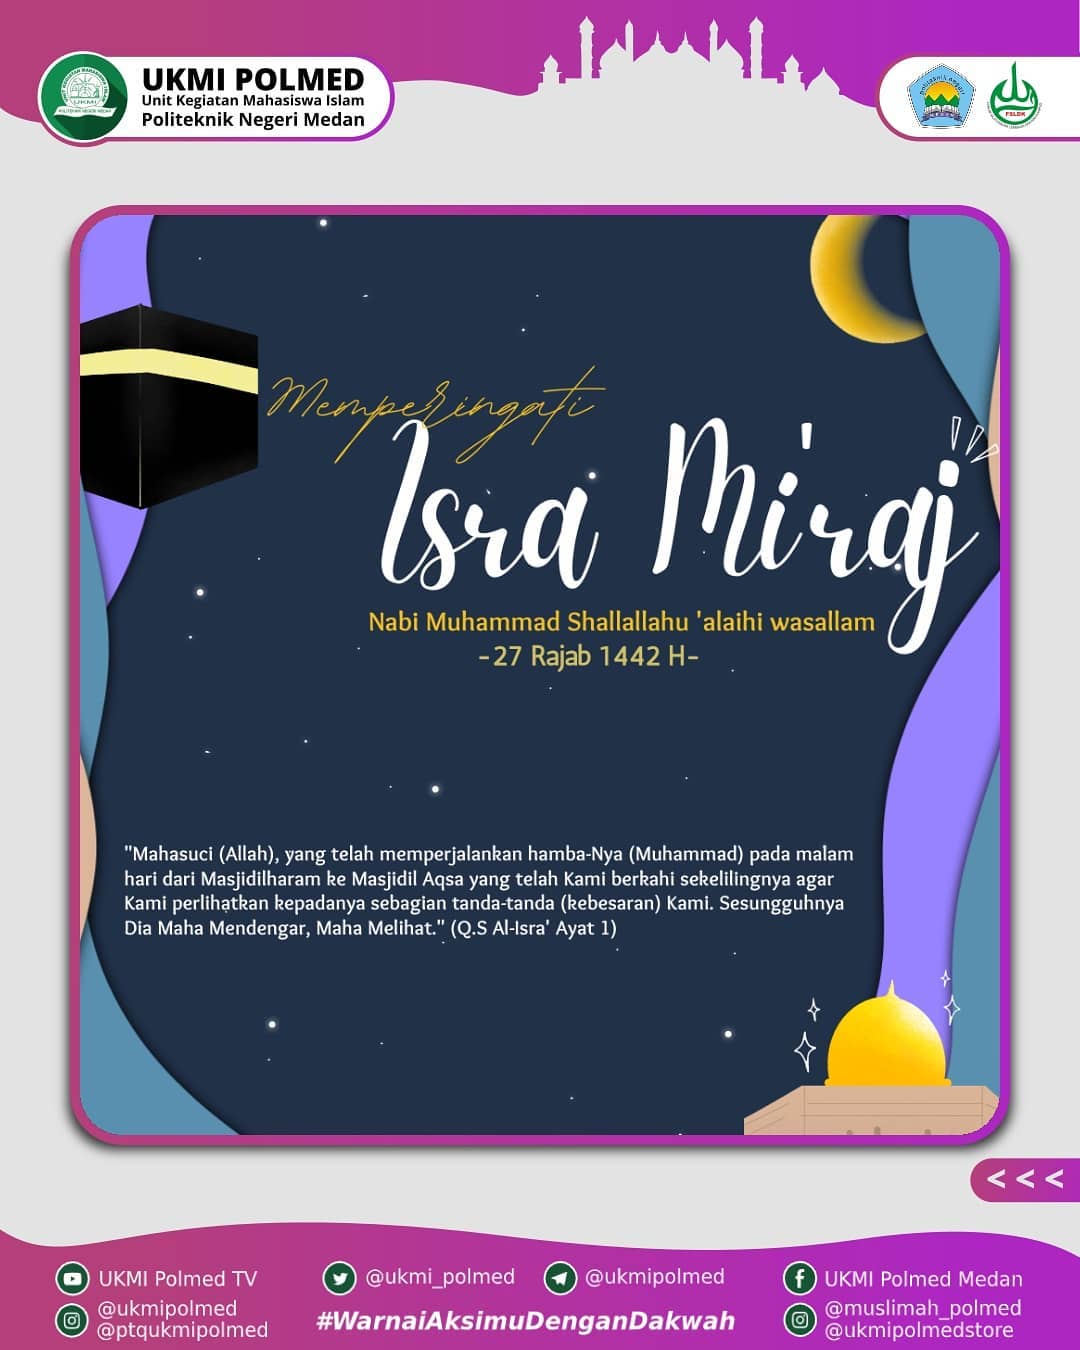 UKMI POLMED
Unit Kegiatan Mahasiswa Islam
Politeknik Negeri Medan
UKMI
FSLDK
Memperingati
Isra Mi'raj
Nabi Muhammad Shallallahu 'alaihi wasallam
-27 Rajab 1442 H-
"Mahasuci (Allah), yang telah memperjalankan hamba-Nya (Muhammad) pada malam
hari dari Masjidilharam ke Masjidil Aqsa yang telah Kami berkahi sekelilingnya agar
Kami perlihatkan kepadanya sebagian tanda-tanda (kebesaran) Kami. Sesungguhnya
Dia Maha Mendengar, Maha Melihat." (Q.S Al-Isra' Ayat 1)
< < <
UKMI Polmed TV
@ukmi_polmed
@ukmipolmed
UKMI Polmed Medan
@ukmipolmed
@ptqukmipolmed
#WarnaiAksimuDenganDakwah
@muslimah_polmed
@ukmipolmedstore